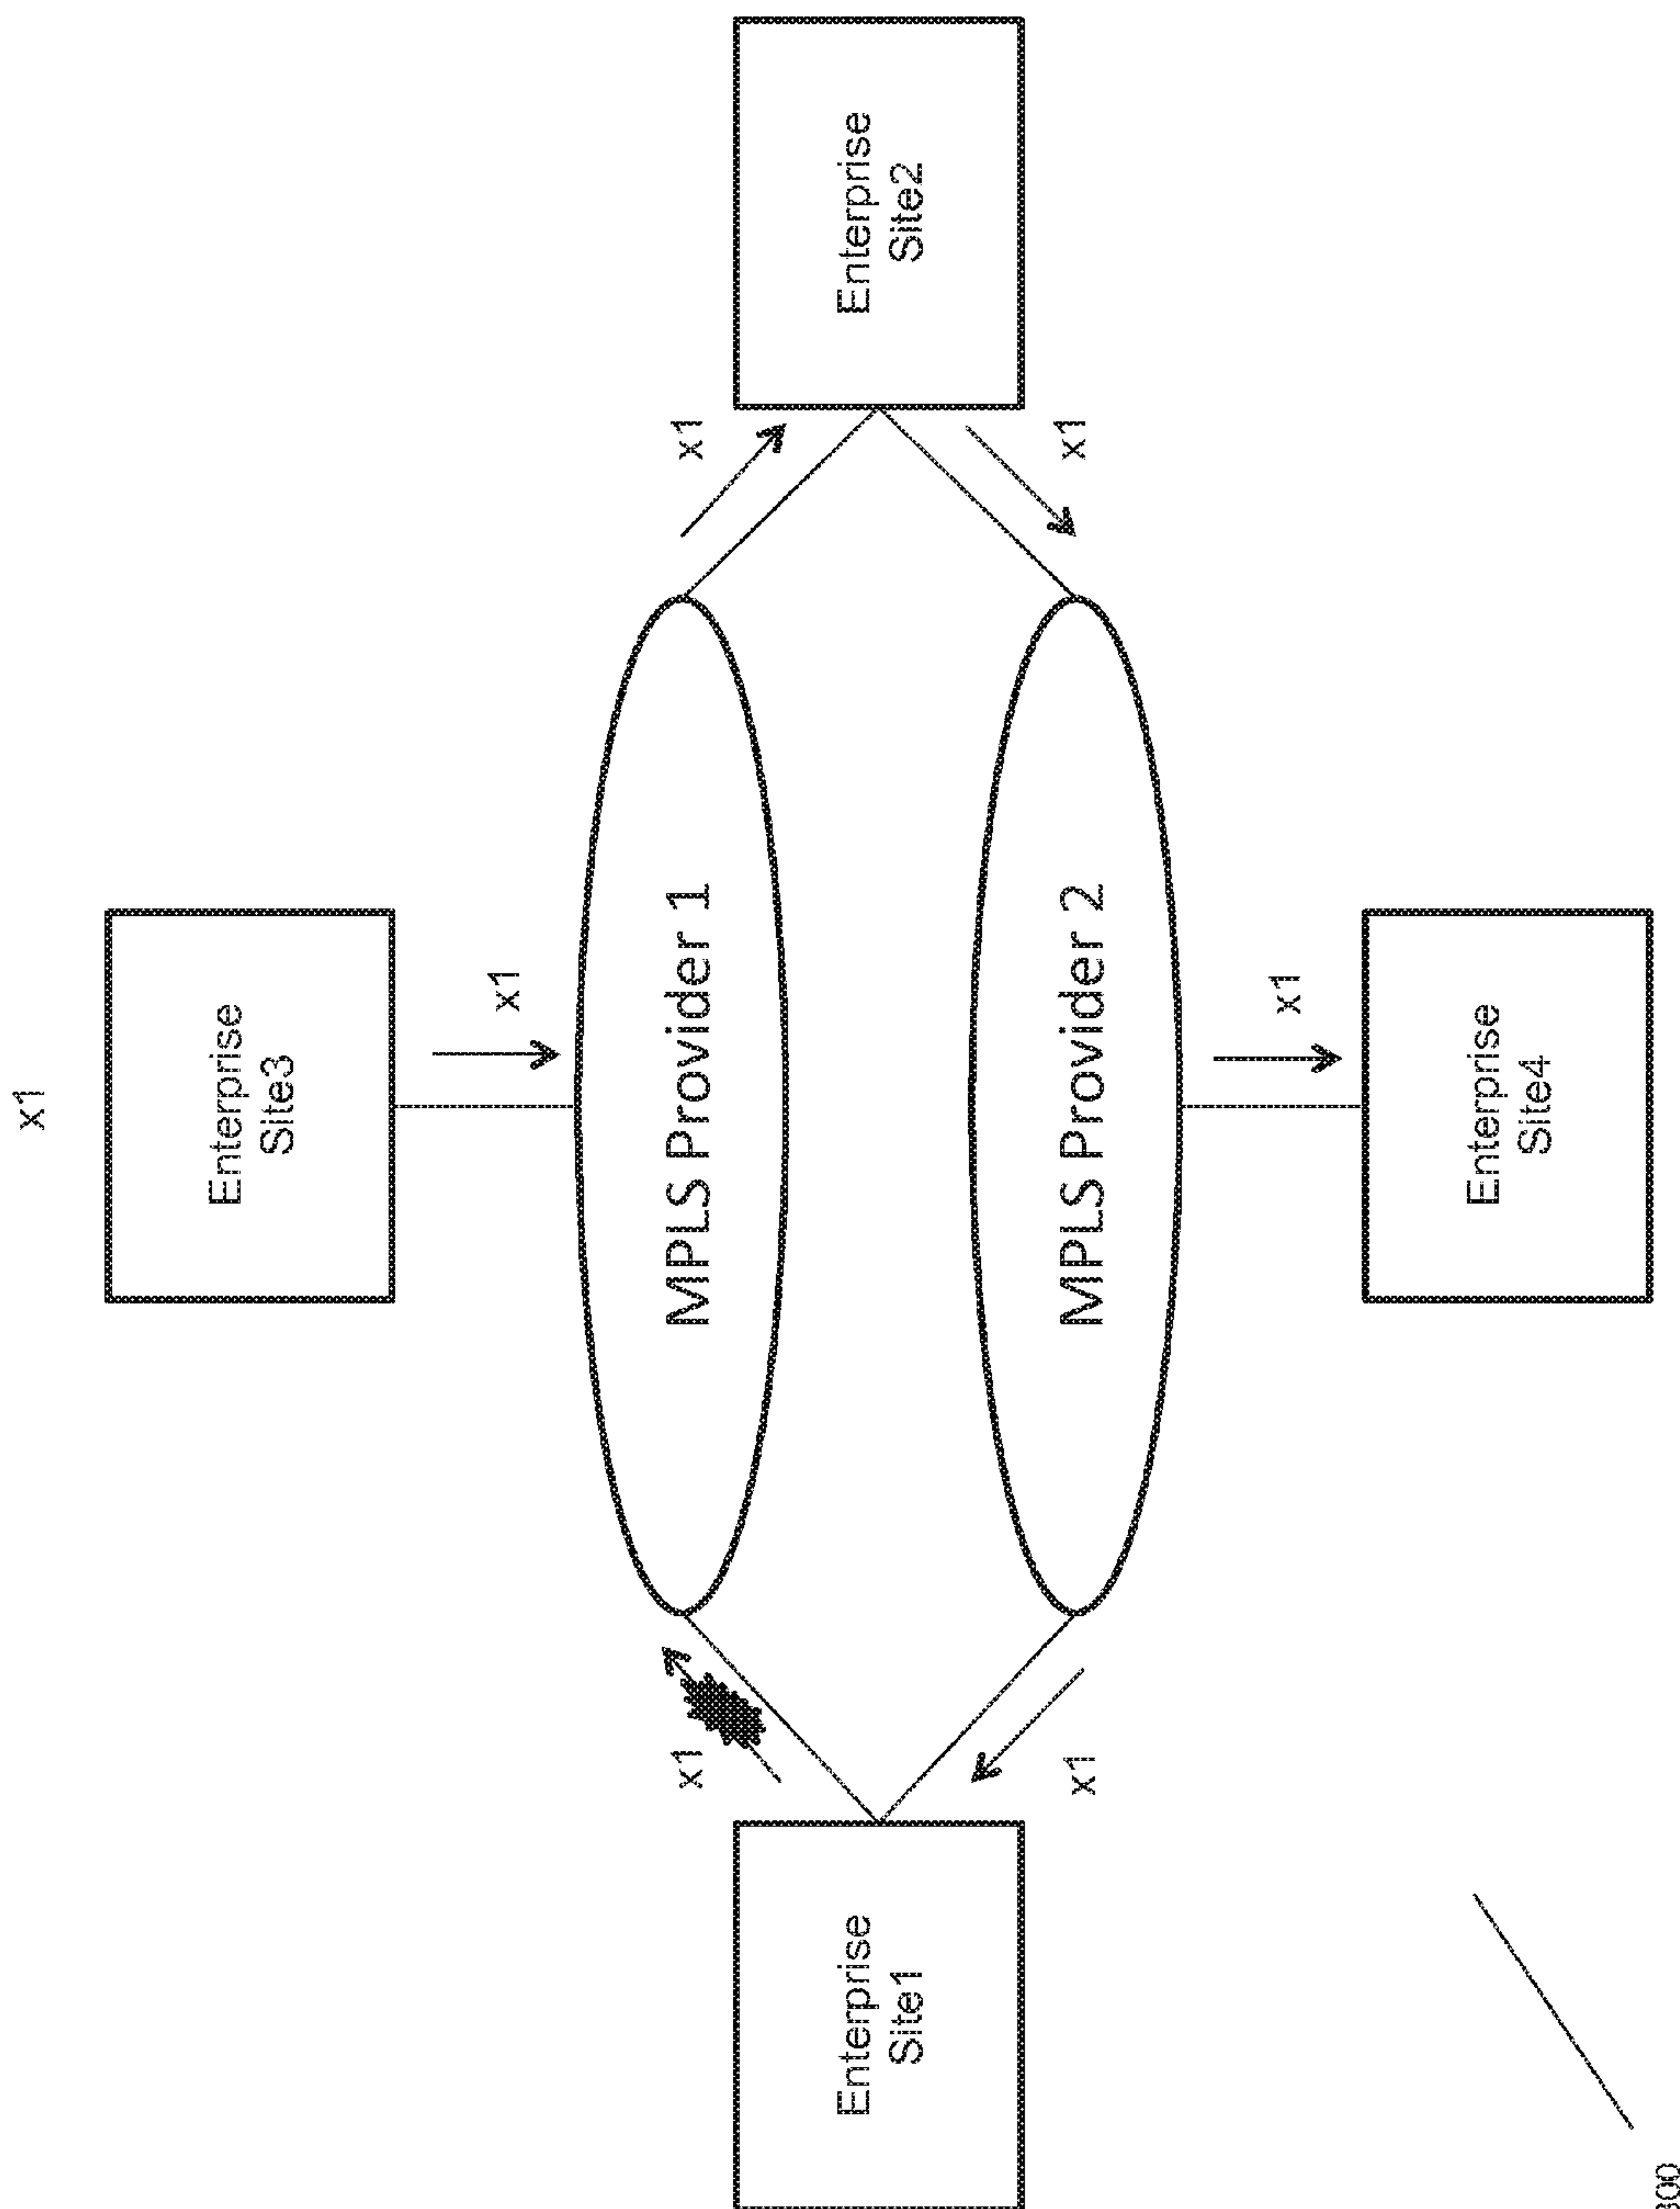 x1
Enterprise
Site3
x1
x1
MPLS Provider 1
x1
Enterprise
Site1
Enterprise
Site2
x1
MPLS Provider 2
x1
x1
Enterprise
Site4